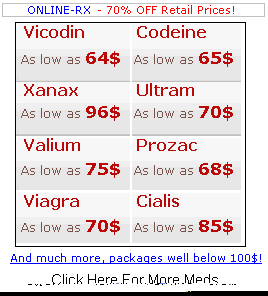 ONLINE-RX - 70% OFF Retail Prices!
Vicodin Codeine
As low as 64$ As low as 65$
Xanax Ultram
As low as 96$ As low as 70$
Valium Prozac
As low as 75$ As low as 68$
Viagra Cialis
As low as 70$ As low as 85$
And much more, packages well below 100$!
Click Here For More Meds